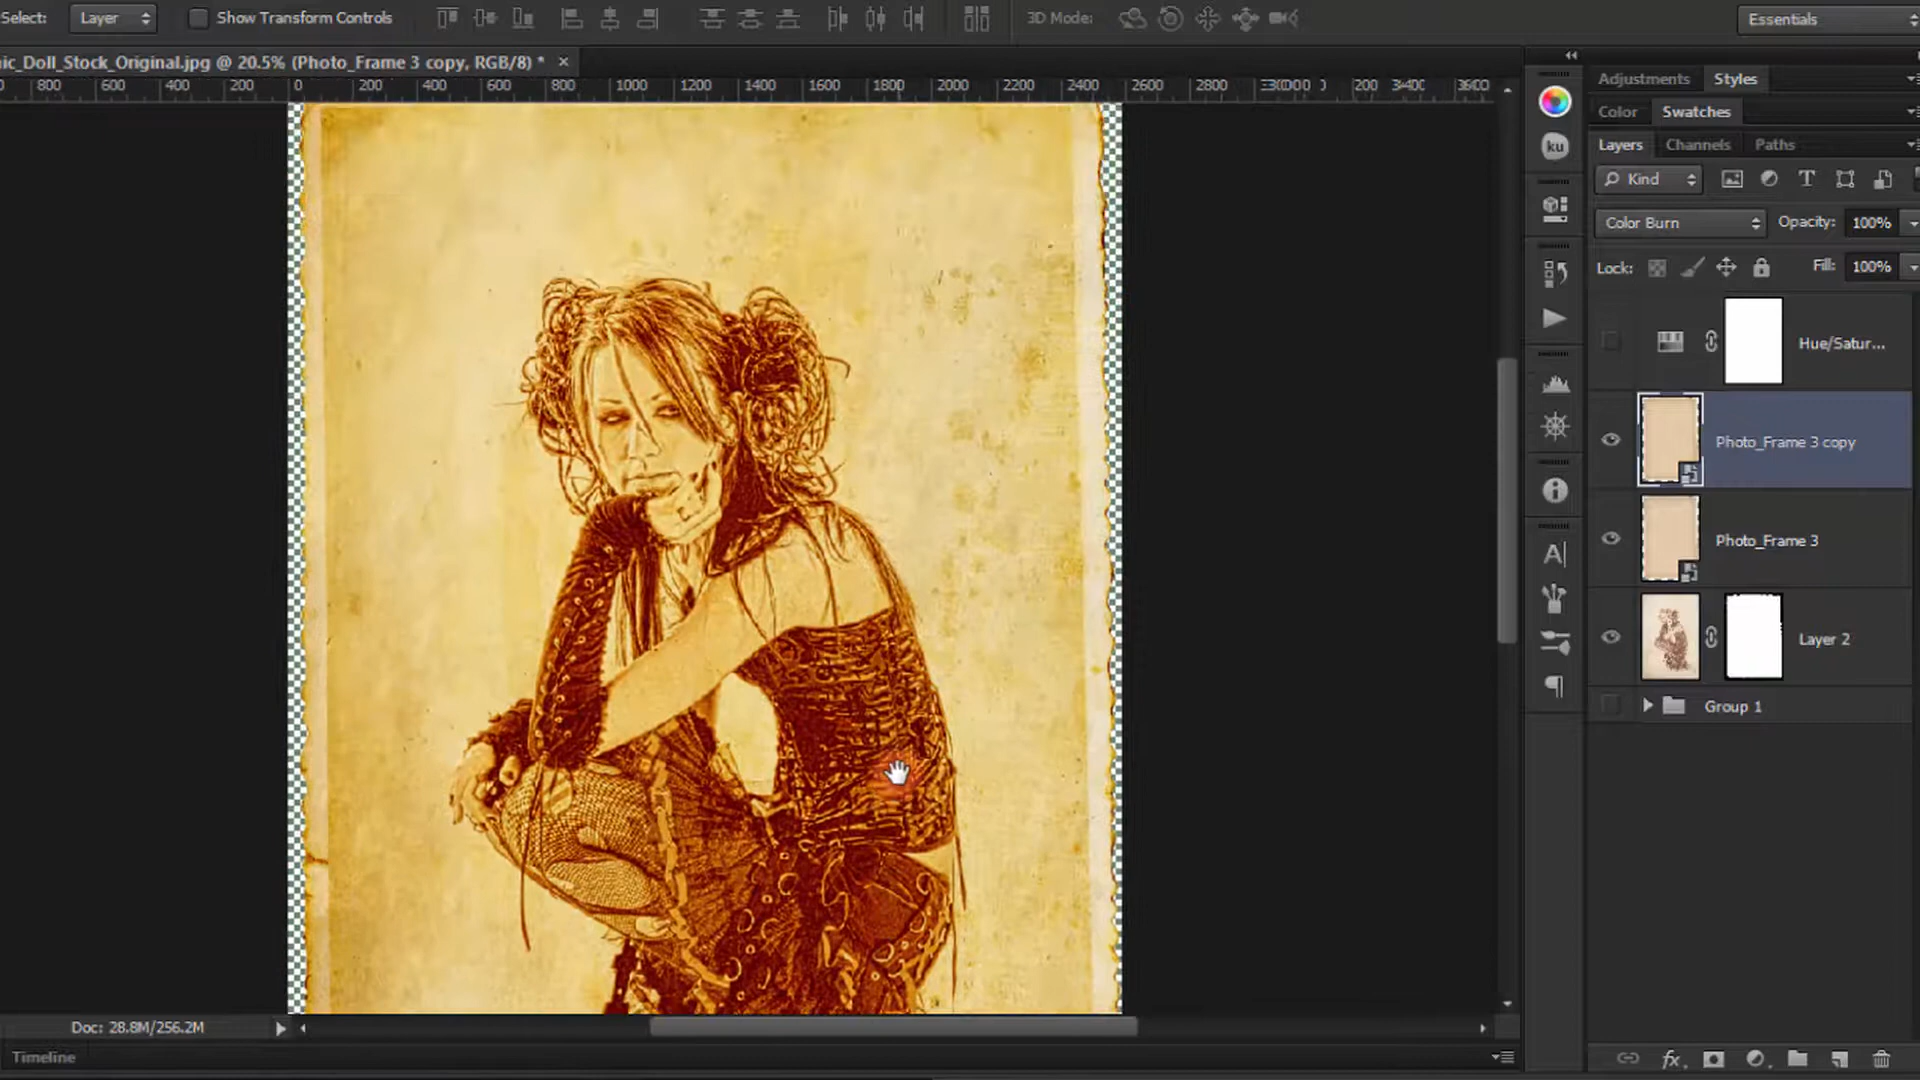 Select: Layer Show Transform Controls 3D Mode: Essentials
ic_Doll_Stock_Original.jpg @ 20.5% (Photo_Frame 3 copy, RGB/8) * ×
800 600 400 200 0 200 400 600 800 1000 1200 1400 1600 1800 2000 2200 2400 2600 2800 200 3600
Adjustments Styles
Color Swatches
ku
Layers Channels Paths
Kind T
Color Burn Opacity: 100%
Lock: Fill: 100%
Hue/Satur...
Photo_Frame 3 copy
Photo_Frame 3
A|
Layer 2
Group 1
Doc: 28.8M/256.2M
Timeline
fx